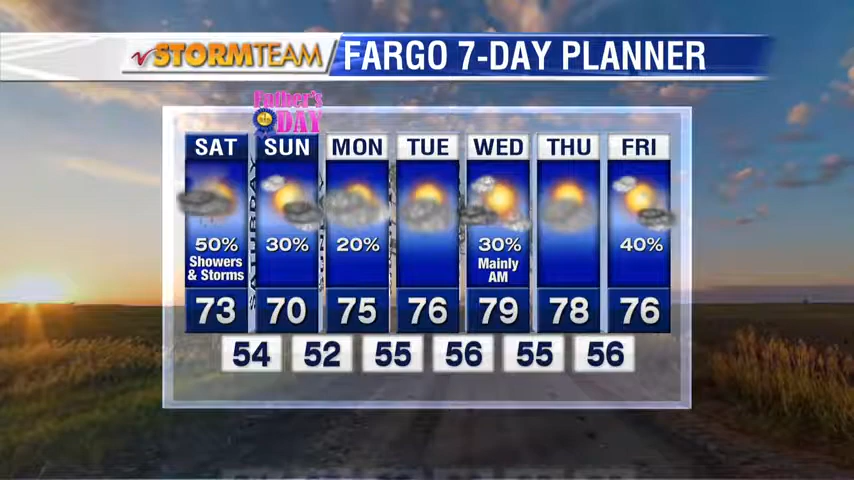 STORMTEAM
FARGO 7-DAY PLANNER
Father's
DAY
SAT SUN MON TUE WED THU FRI
50% 30% 20% 30% 40%
Showers
& Storms
Mainly
AM
73 70 75 76 79 78 76
54 52 55 56 55 56